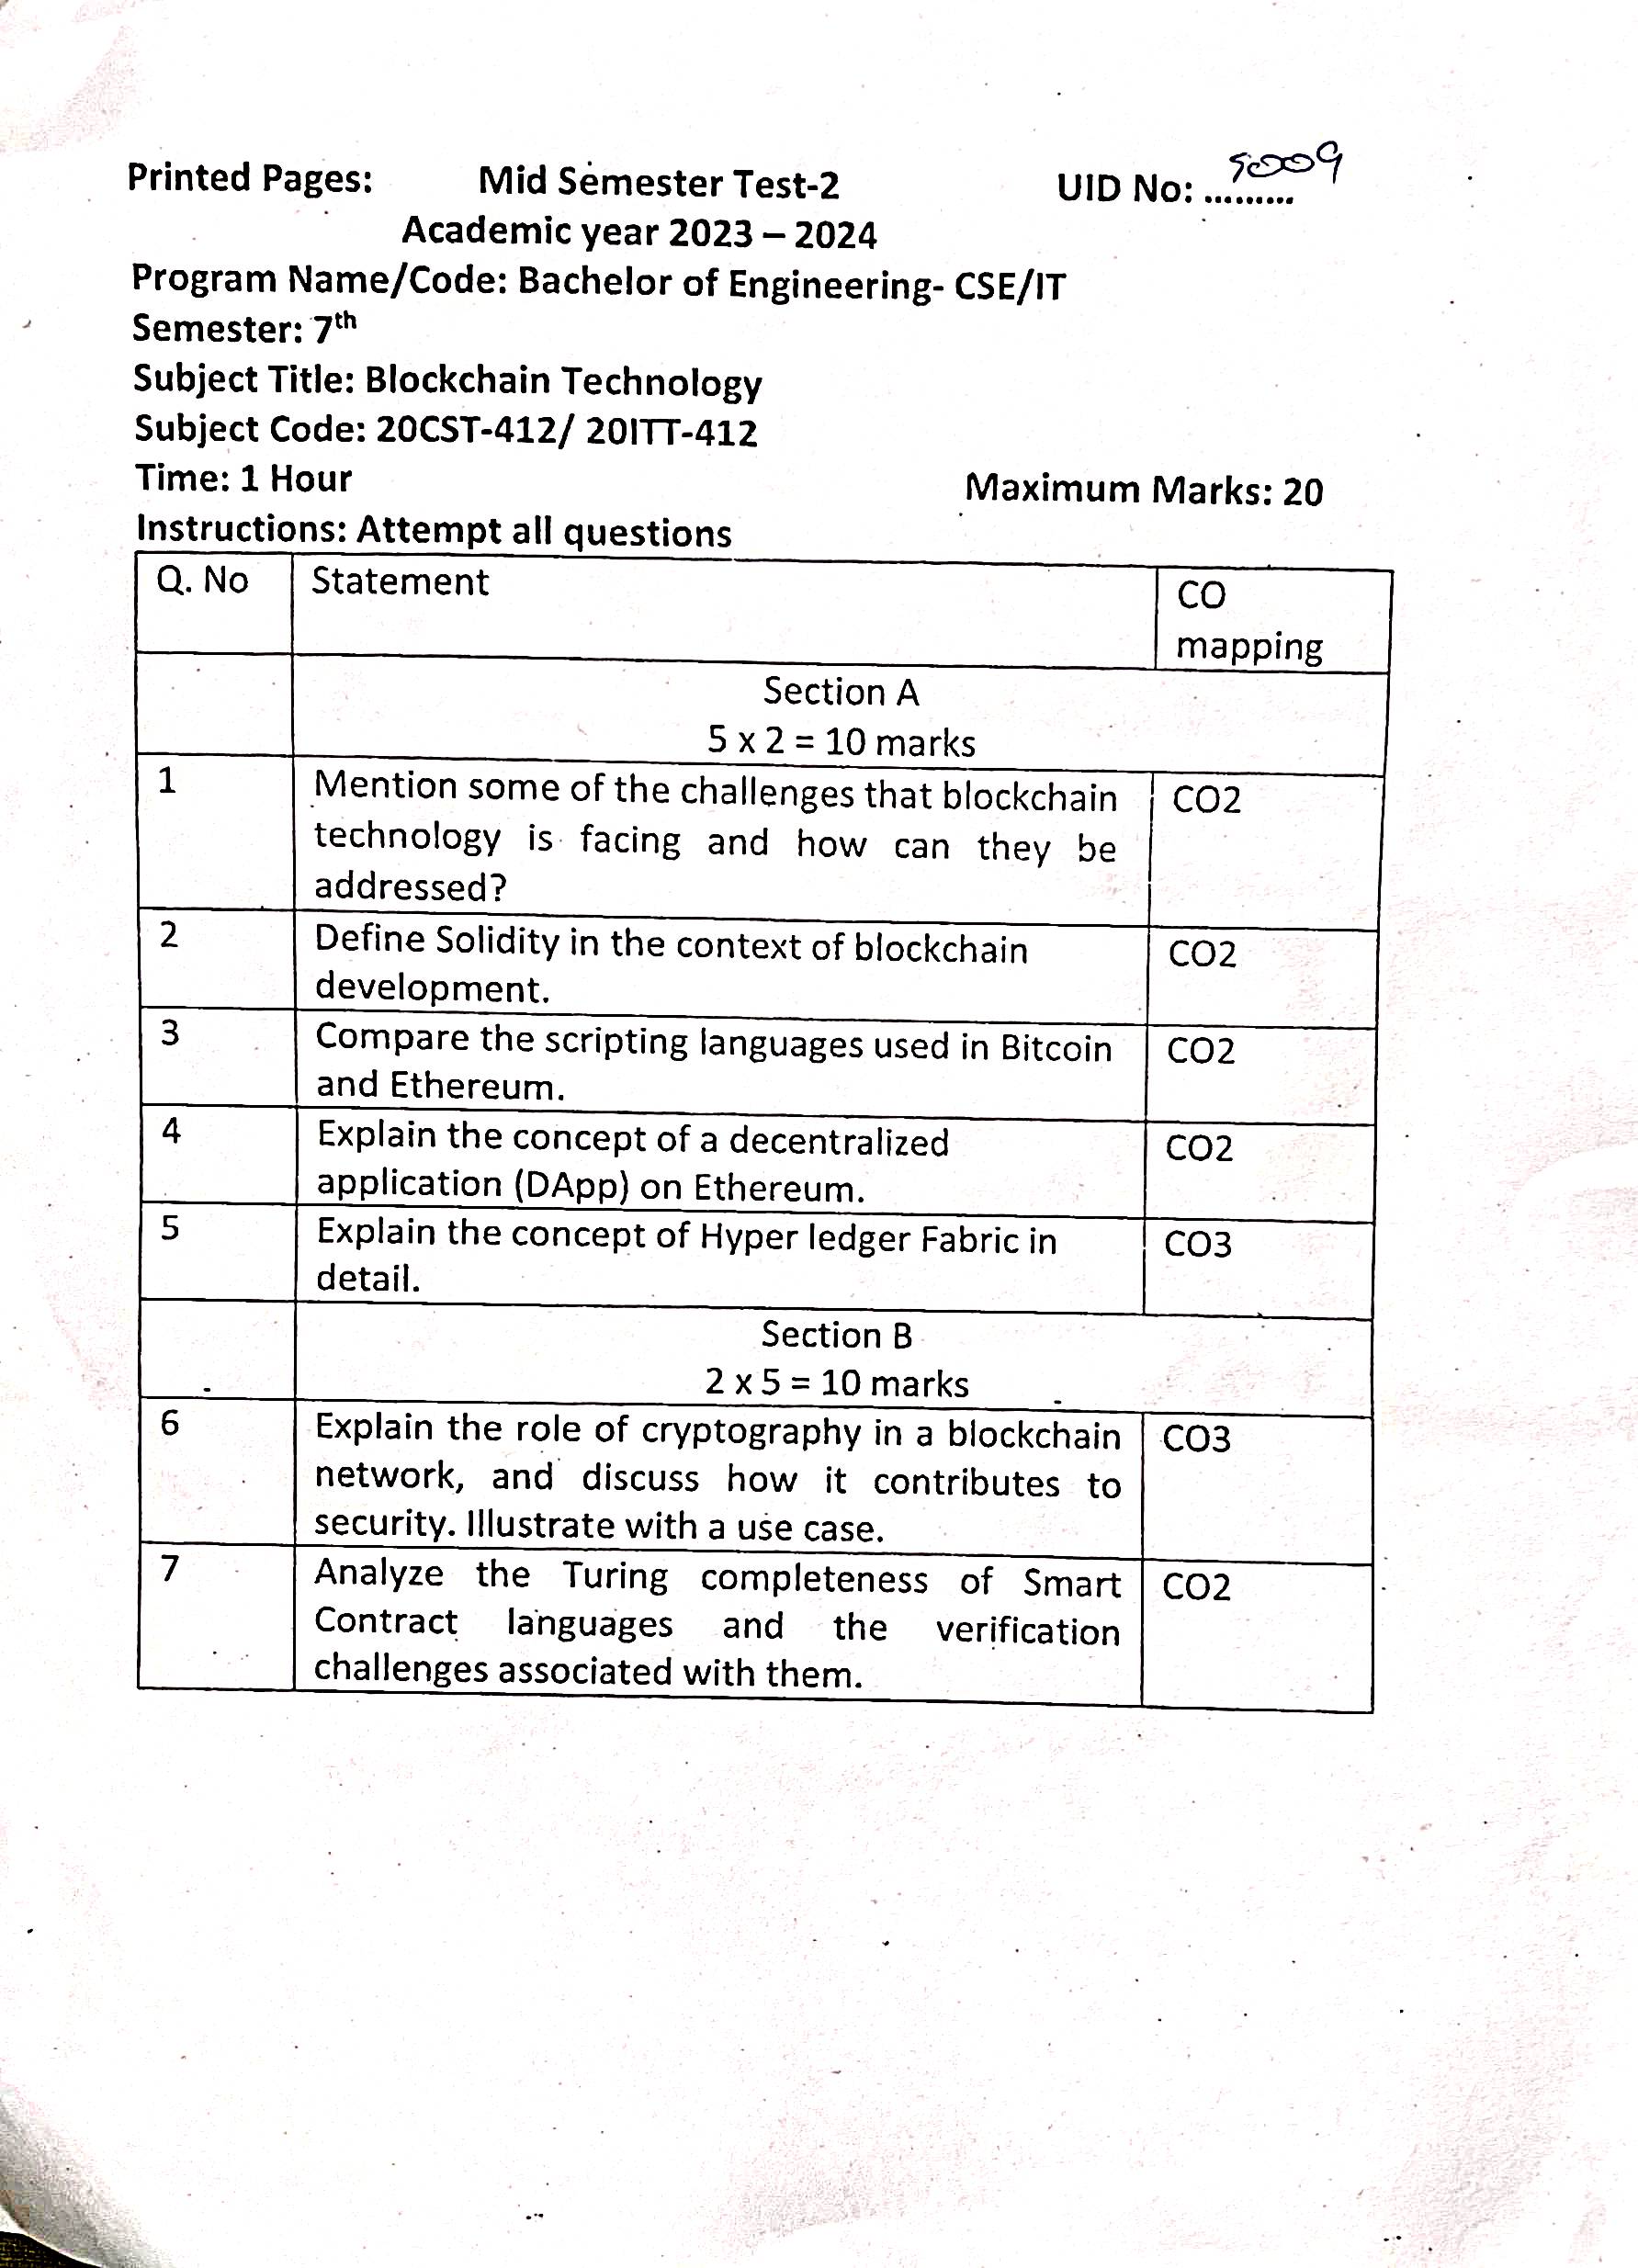 Printed Pages: Mid Semester Test-2 UID No: ......... 50009
Academic year 2023 – 2024
Program Name/Code: Bachelor of Engineering- CSE/IT
Semester: 7th
Subject Title: Blockchain Technology
Subject Code: 20CST-412/ 20ITT-412
Time: 1 Hour Maximum Marks: 20
Instructions: Attempt all questions
Q. No Statement CO
mapping
Section A
5 x 2 = 10 marks
1 Mention some of the challenges that blockchain CO2
technology is facing and how can they be
addressed?
2 Define Solidity in the context of blockchain CO2
development.
3 Compare the scripting languages used in Bitcoin CO2
and Ethereum.
4 Explain the concept of a decentralized CO2
application (DApp) on Ethereum.
5 Explain the concept of Hyper ledger Fabric in CO3
detail.
Section B
2 x 5 = 10 marks
6 Explain the role of cryptography in a blockchain CO3
network, and discuss how it contributes to
security. Illustrate with a use case.
7 Analyze the Turing completeness of Smart CO2
Contract languages and the verification
challenges associated with them.